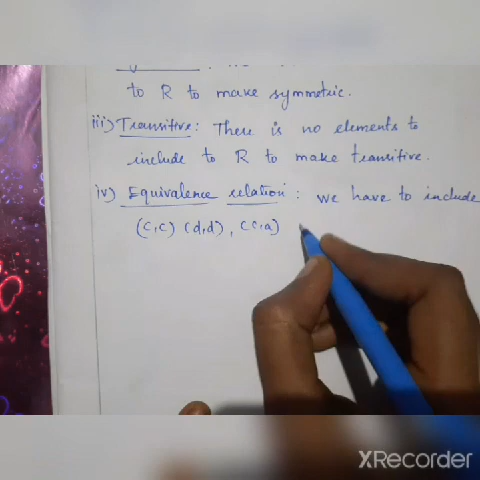 to R to make symmetric.
iii) Transitive: There is no elements to
include to R to make transitive.
iv) Equivalence relation: we have to include
(c,c) (d,d), (c,a)
XRecorder